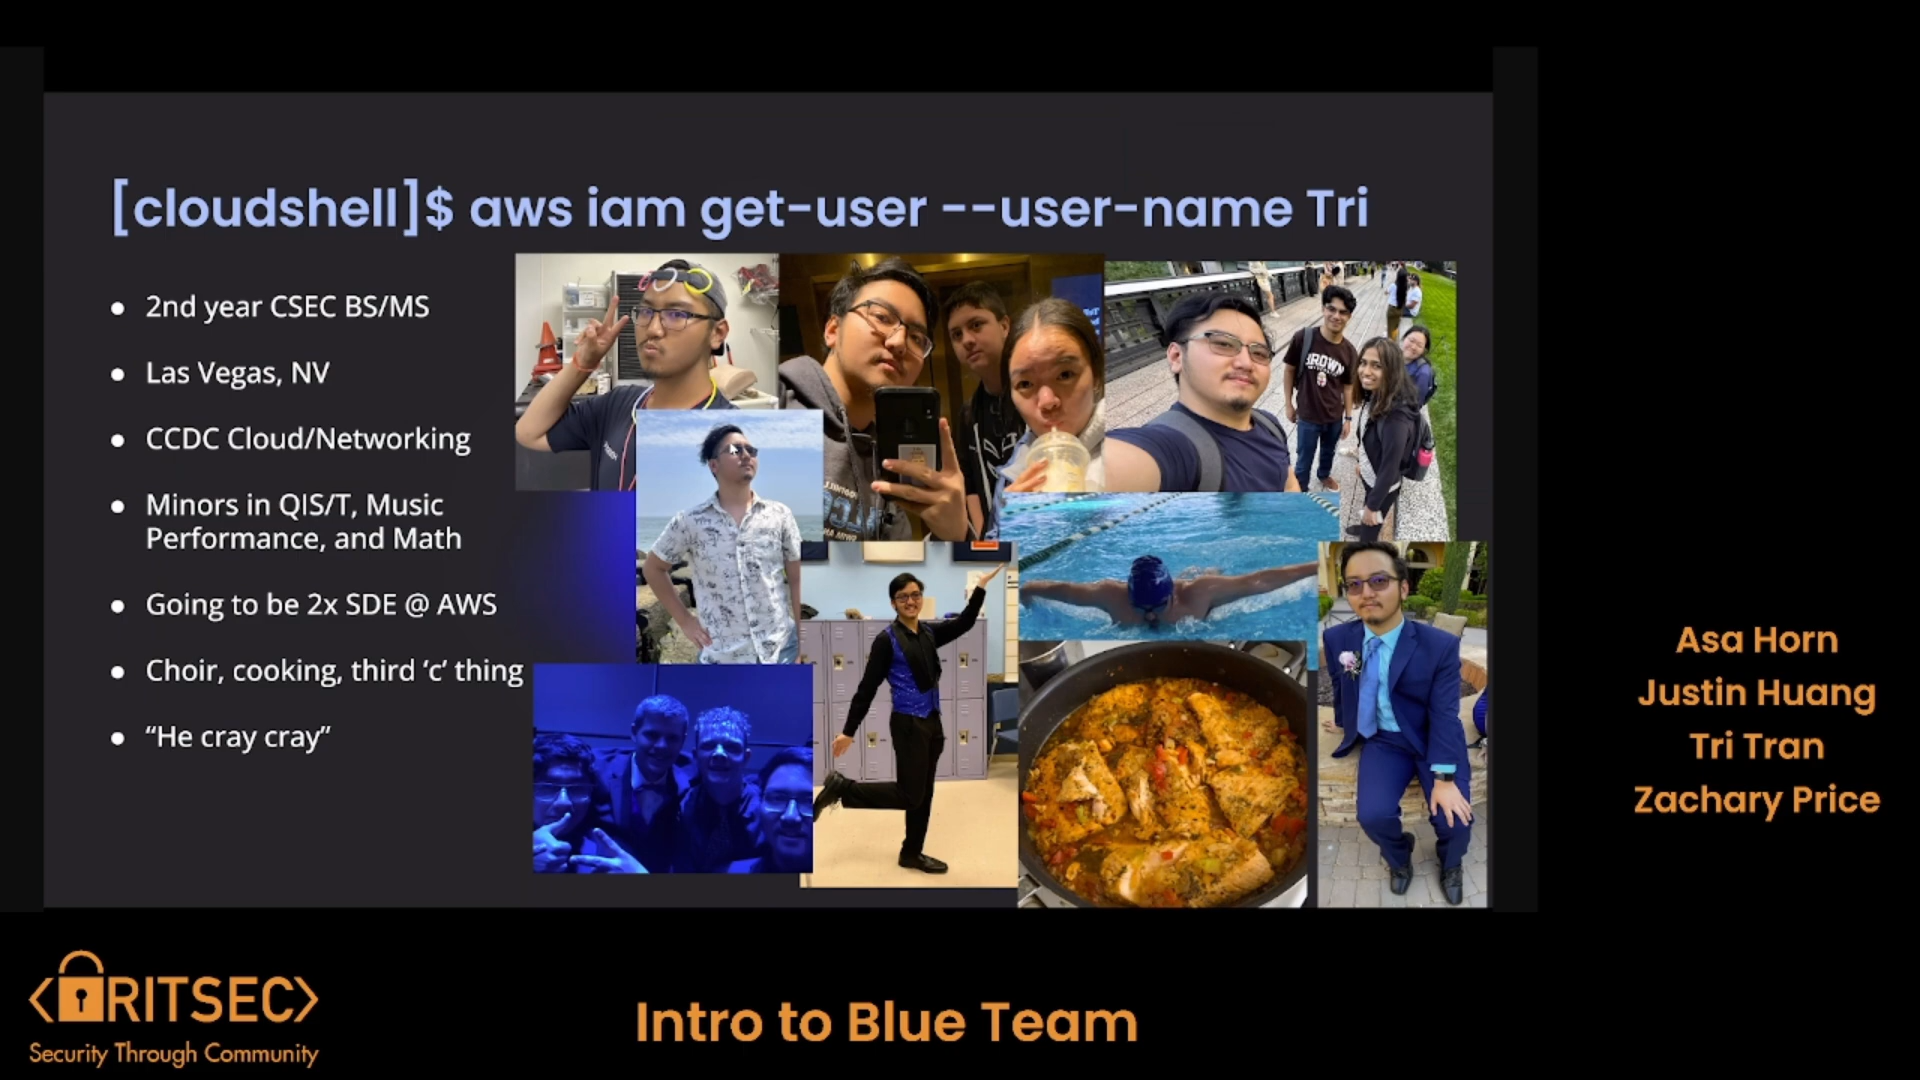 [cloudshell]$ aws iam get-user --user-name Tri
● 2nd year CSEC BS/MS
● Las Vegas, NV
● CCDC Cloud/Networking
● Minors in QIS/T, Music
Performance, and Math
● Going to be 2x SDE @ AWS
● Choir, cooking, third ‘c’ thing
● “He cray cray”
BROWN
Asa Horn
Justin Huang
Tri Tran
Zachary Price
<RITSEC>
Security Through Community
Intro to Blue Team